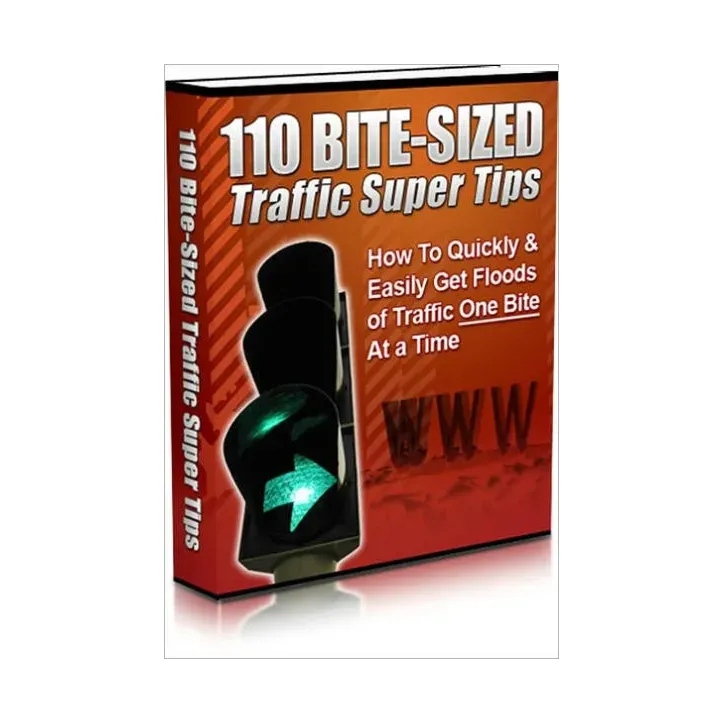 110 BITE-SIZED
Traffic Super Tips
How To Quickly &
Easily Get Floods
of Traffic One Bite
At a Time
WWW
110 Bite-Sized Traffic Super Tips